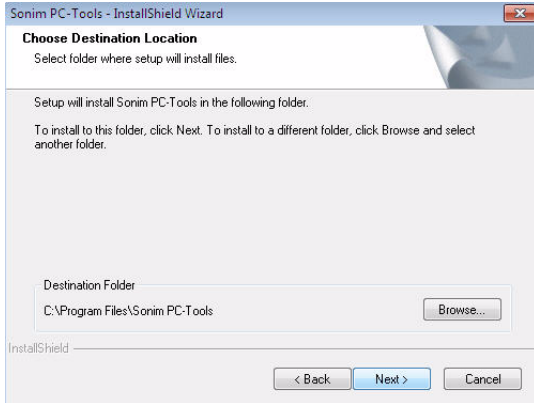 Sonim PC-Tools - InstallShield Wizard
Choose Destination Location
Select folder where setup will install files.
Setup will install Sonim PC-Tools in the following folder.
To install to this folder, click Next. To install to a different folder, click Browse and select
another folder.
Destination Folder
C:\Program Files\Sonim PC-Tools
Browse...
InstallShield
< Back
Next >
Cancel